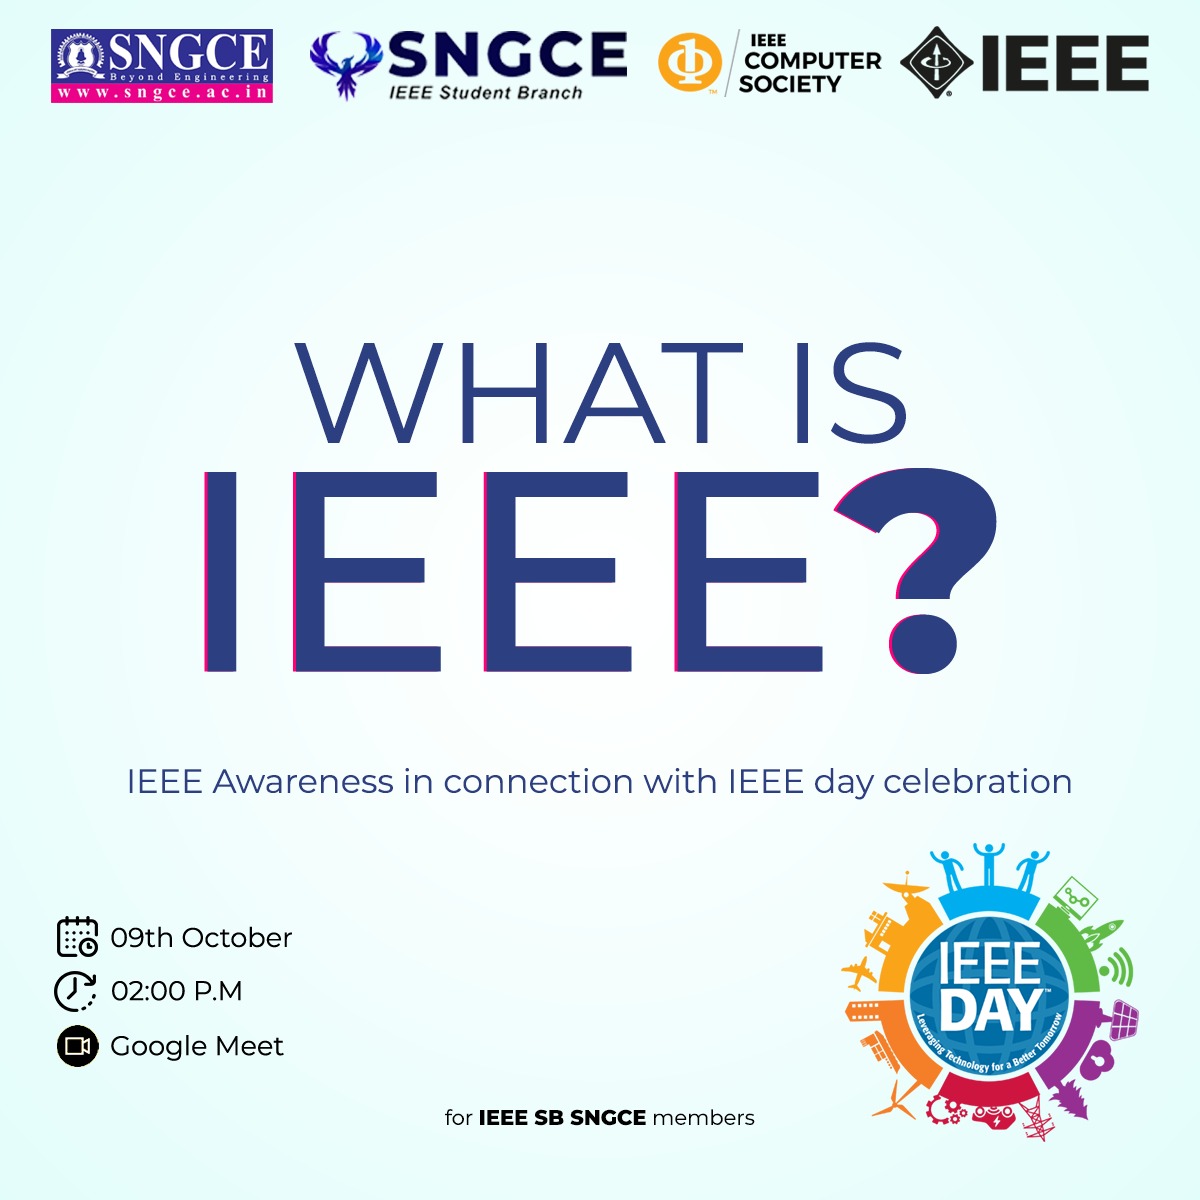 SNGCE
Beyond Engineering
www.sngce.ac.in
SNGCE
IEEE Student Branch
IEEE
COMPUTER
SOCIETY
TM
IEEE
®
WHAT IS
IEEE?
IEEE Awareness in connection with IEEE day celebration
09th October
02:00 P.M
Google Meet
IEEE
DAY™
Leveraging Technology for a Better Tomorrow
for IEEE SB SNGCE members